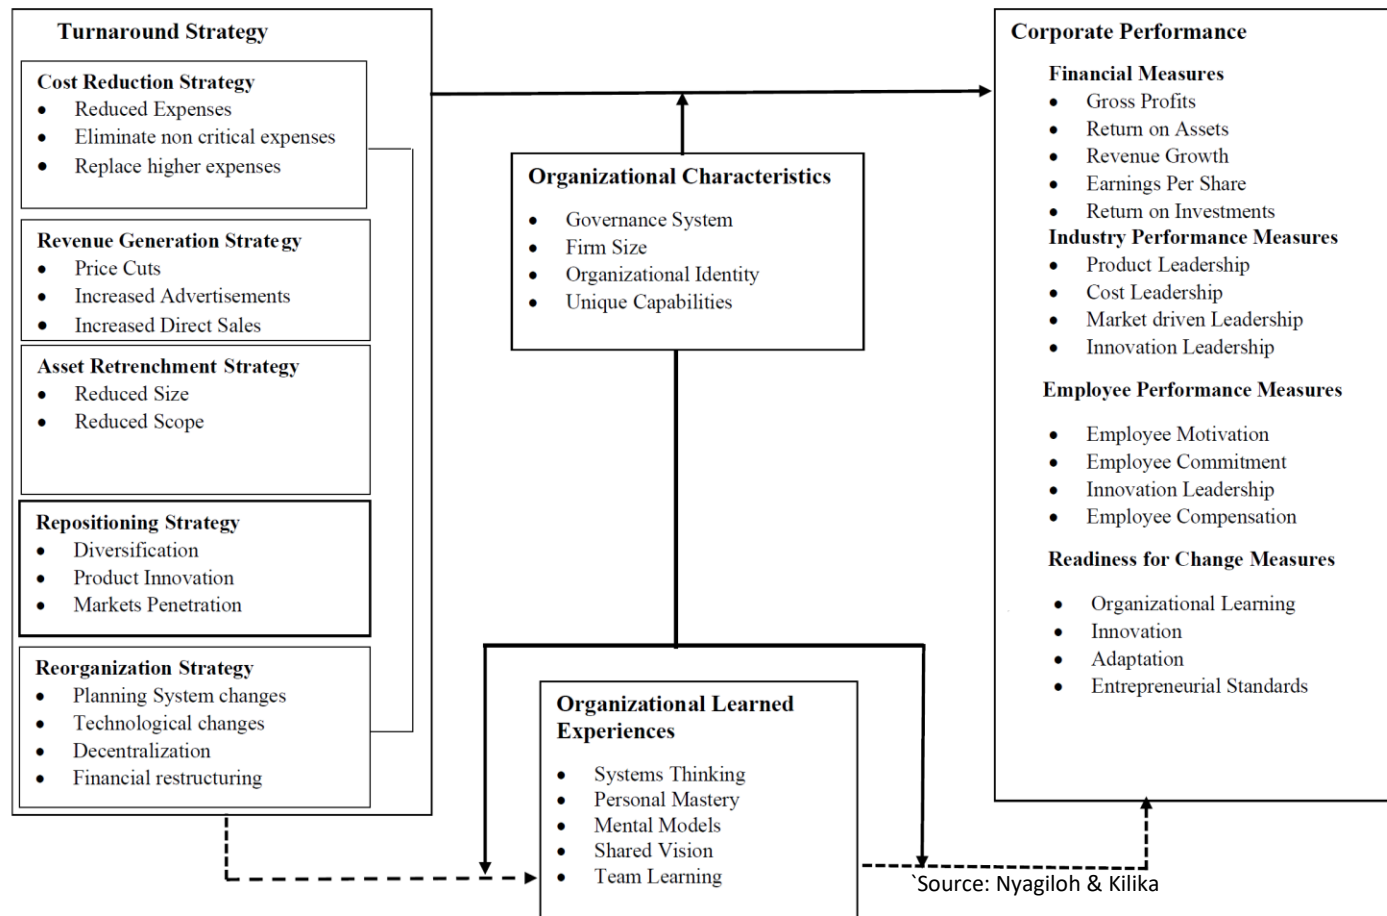 Turnaround Strategy
Cost Reduction Strategy
• Reduced Expenses
• Eliminate non critical expenses
• Replace higher expenses
Revenue Generation Strategy
• Price Cuts
• Increased Advertisements
• Increased Direct Sales
Asset Retrenchment Strategy
• Reduced Size
• Reduced Scope
Repositioning Strategy
• Diversification
• Product Innovation
• Markets Penetration
Reorganization Strategy
• Planning System changes
• Technological changes
• Decentralization
• Financial restructuring
Organizational Characteristics
• Governance System
• Firm Size
• Organizational Identity
• Unique Capabilities
Organizational Learned
Experiences
• Systems Thinking
• Personal Mastery
• Mental Models
• Shared Vision
• Team Learning
Corporate Performance
Financial Measures
• Gross Profits
• Return on Assets
• Revenue Growth
• Earnings Per Share
• Return on Investments
Industry Performance Measures
• Product Leadership
• Cost Leadership
• Market driven Leadership
• Innovation Leadership
Employee Performance Measures
• Employee Motivation
• Employee Commitment
• Innovation Leadership
• Employee Compensation
Readiness for Change Measures
• Organizational Learning
• Innovation
• Adaptation
• Entrepreneurial Standards
`Source: Nyagiloh & Kilika